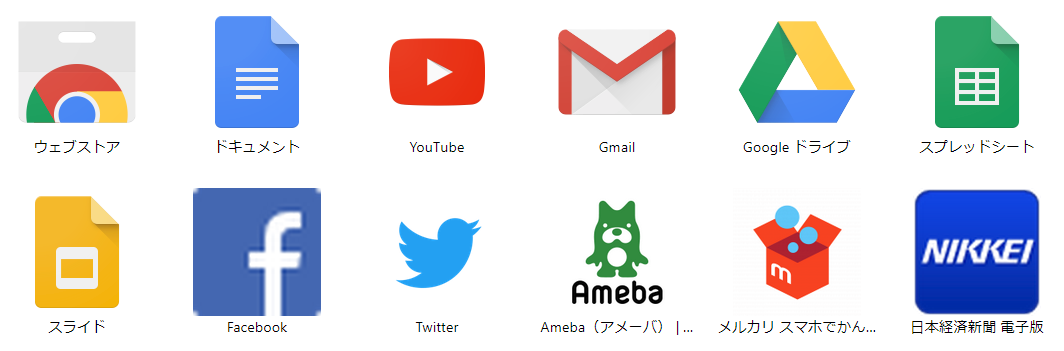 ウェブストア
ドキュメント
YouTube
Gmail
Google ドライブ
スプレッドシート
f
Ameba
m
NIKKEI
スライド
Facebook
Twitter
Ameba（アメーバ） | ...
メルカリ スマホでかん...
日本経済新聞 電子版